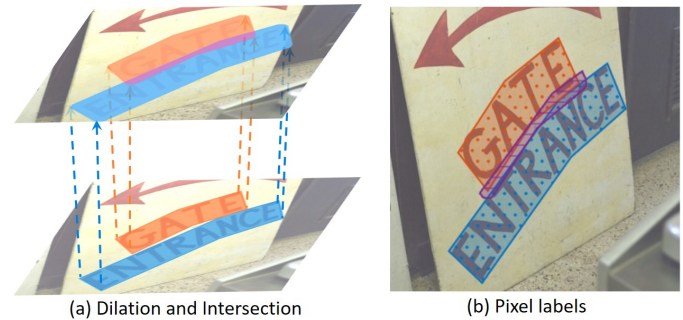 GATE
ENTRANCE
GATE
ENTRANCE
GATE
ENTRANCE
(a) Dilation and Intersection
(b) Pixel labels